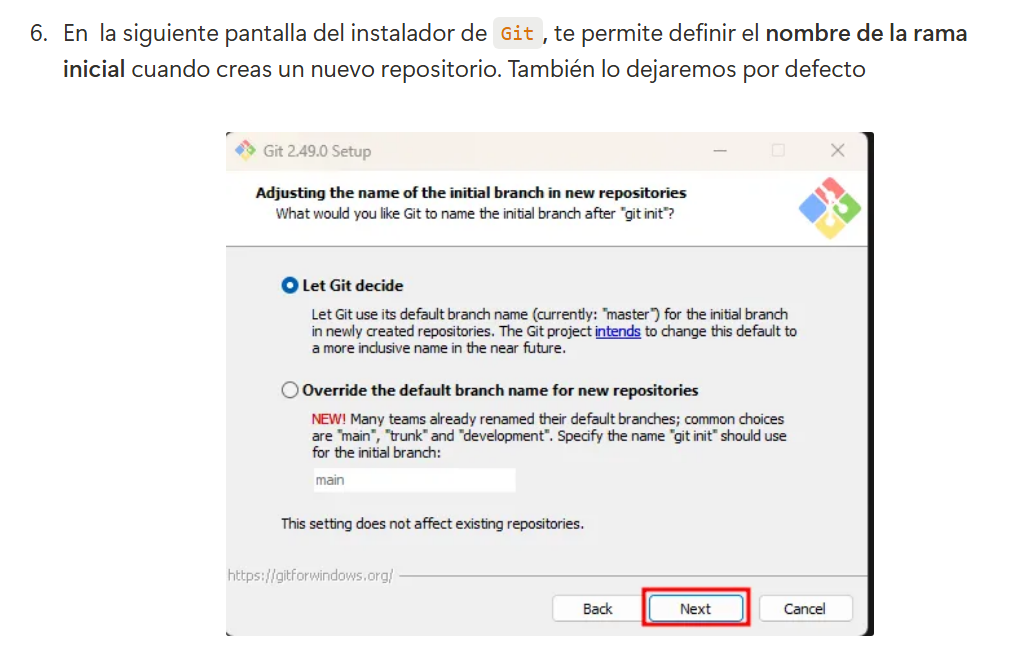 6. En la siguiente pantalla del instalador de Git , te permite definir el nombre de la rama
inicial cuando creas un nuevo repositorio. También lo dejaremos por defecto
Git 2.49.0 Setup
Adjusting the name of the initial branch in new repositories
What would you like Git to name the initial branch after "git init"?
Let Git decide
Let Git use its default branch name (currently: "master") for the initial branch
in newly created repositories. The Git project intends to change this default to
a more inclusive name in the near future.
Override the default branch name for new repositories
NEW! Many teams already renamed their default branches; common choices
are "main", "trunk" and "development". Specify the name "git init" should use
for the initial branch:
main
This setting does not affect existing repositories.
https://gitforwindows.org/
Back Next Cancel